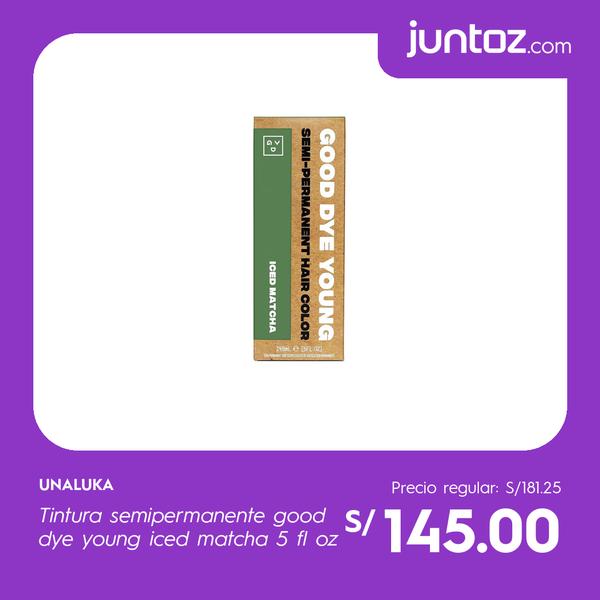 juntoz.com
GOOD DYE YOUNG
SEMI-PERMANENT HAIR COLOR
ICED MATCHA
UNALUKA
Tintura semipermanente good
dye young iced matcha 5 fl oz
Precio regular: S/181.25
S/145.00